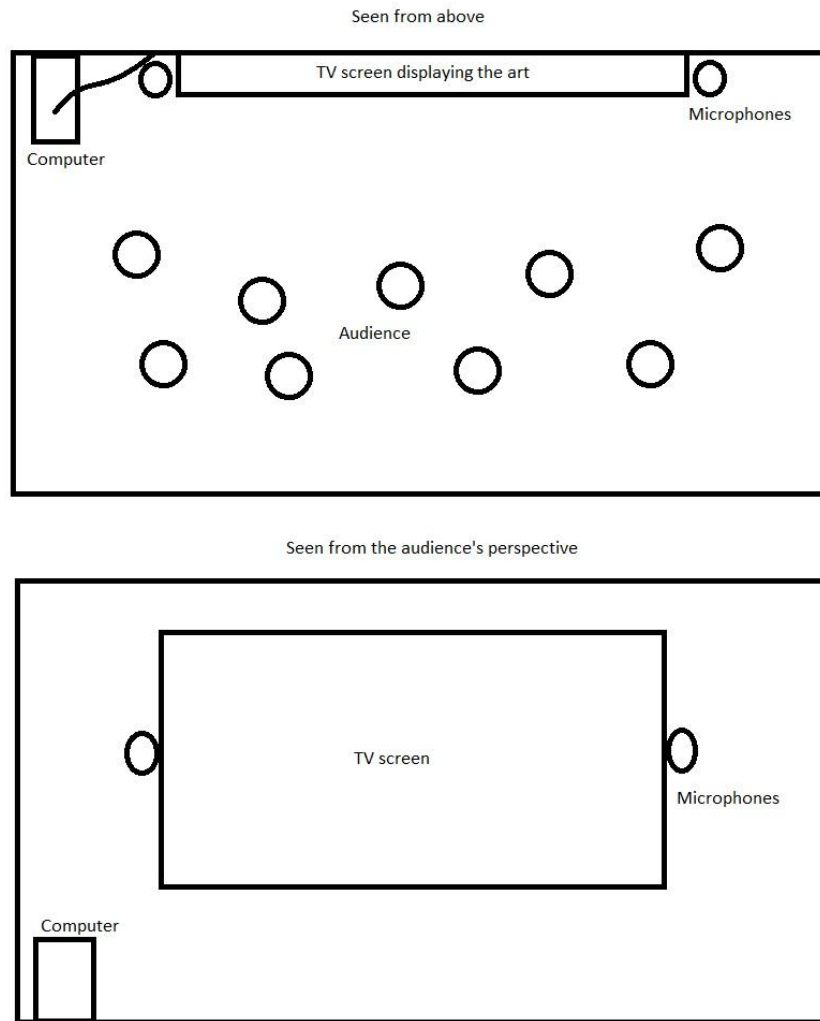 Seen from above
TV screen displaying the art
Microphones
Computer
Audience
Seen from the audience's perspective
TV screen
Microphones
Computer